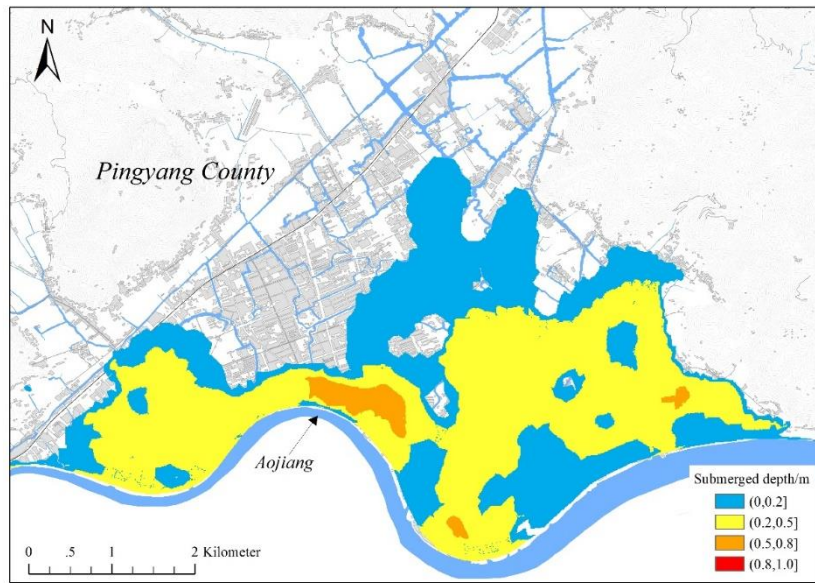 N
Pingyang County
Aojiang
Submerged depth/m
(0,0.2]
(0.2,0.5]
(0.5,0.8]
(0.8,1.0]
0 .5 1 2 Kilometer